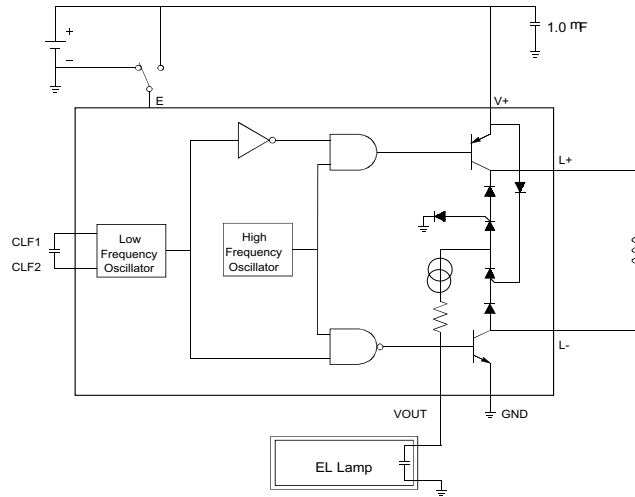 +
1.0 mF
–
E
V+
L+
CLF1
Low
Frequency
Oscillator
High
Frequency
Oscillator
CLF2
L-
VOUT
GND
EL Lamp